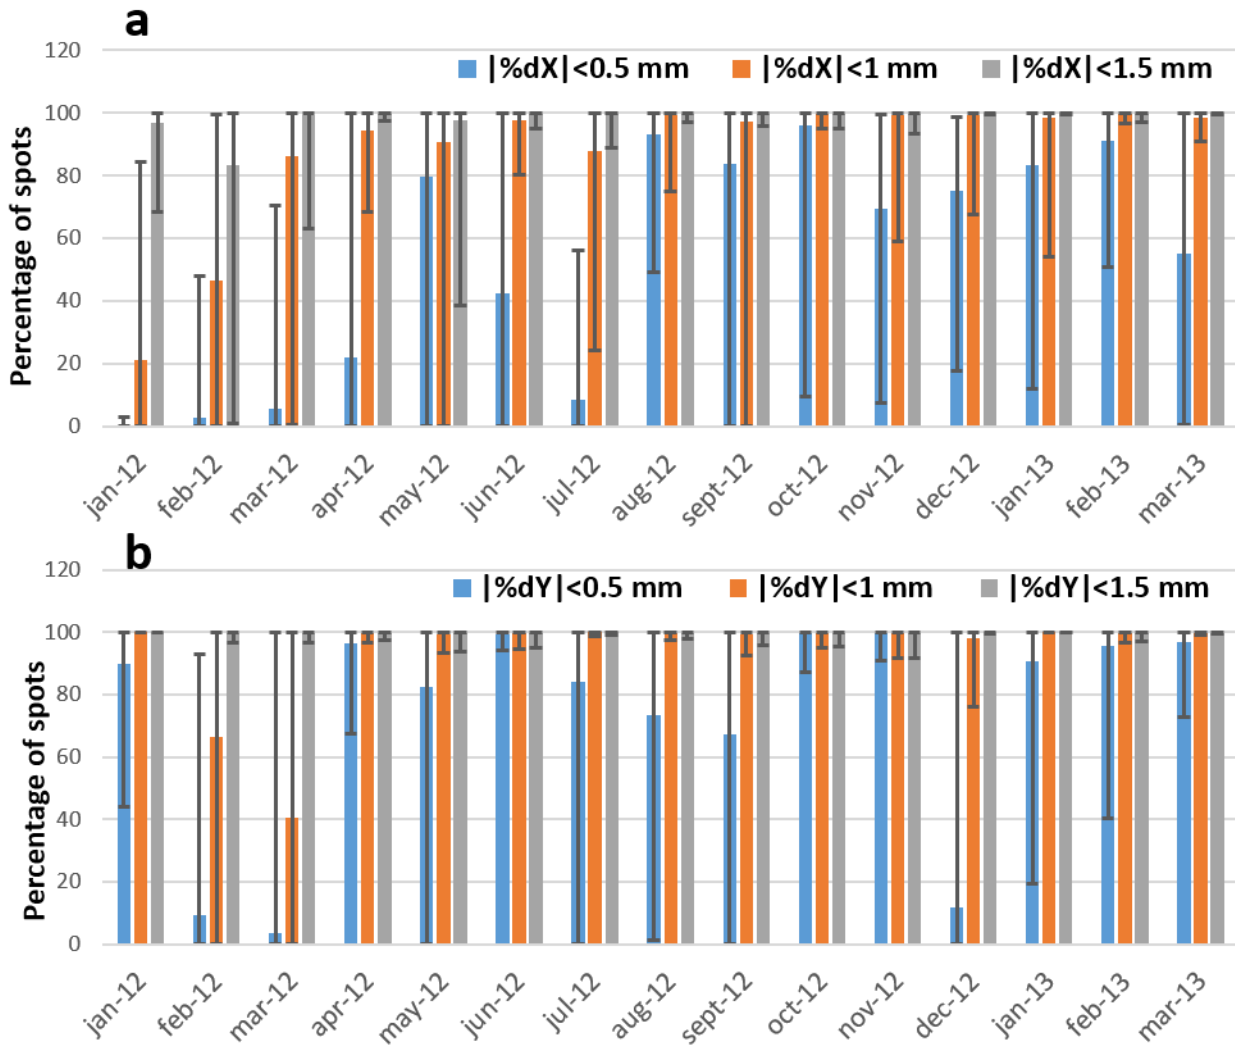 a
120
|%dX|<0.5 mm |%dX|<1 mm |%dX|<1.5 mm
100
80
60
40
20
0
Percentage of spots
jan-12 feb-12 mar-12 apr-12 may-12 jun-12 jul-12 aug-12 sept-12 oct-12 nov-12 dec-12 jan-13 feb-13 mar-13
b
120
|%dY|<0.5 mm |%dY|<1 mm |%dY|<1.5 mm
100
80
60
40
20
0
Percentage of spots
jan-12 feb-12 mar-12 apr-12 may-12 jun-12 jul-12 aug-12 sept-12 oct-12 nov-12 dec-12 jan-13 feb-13 mar-13